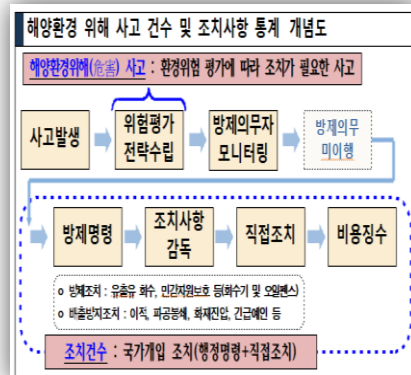 해양환경 위해 사고 건수 및 조치사항 통계 개념도
해양환경위해(危害) 사고 : 환경위험 평가에 따라 조치가 필요한 사고
사고발생
위험평가
전략수립
방제의무자
모니터링
방제의무
미이행
방제명령
조치사항
감독
직접조치
비용징수
o 방제조치 : 유출유 회수, 민감자원보호 등(회수기 및 오일펜스)
o 배출방지조치 : 이적, 파공봉쇄, 화재진압, 긴급예인 등
조치건수 : 국가개입 조치(행정명령+직접조치)